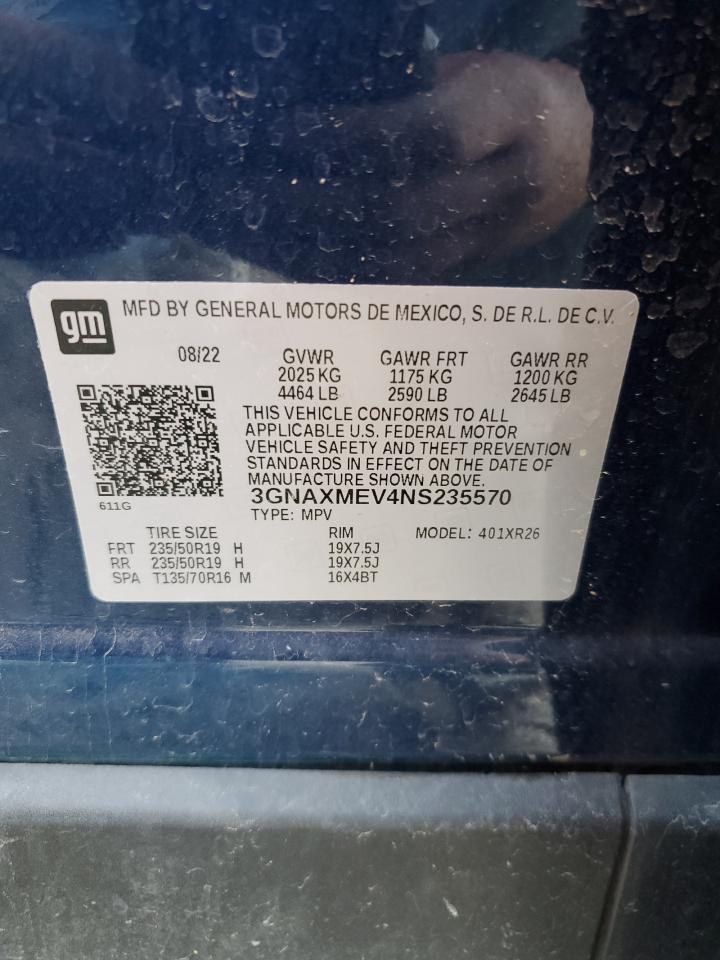 gm
MFD BY GENERAL MOTORS DE MEXICO, S. DE R.L. DE C.V.
08/22 GVWR GAWR FRT GAWR RR
2025 KG 1175 KG 1200 KG
4464 LB 2590 LB 2645 LB
THIS VEHICLE CONFORMS TO ALL
APPLICABLE U.S. FEDERAL MOTOR
VEHICLE SAFETY AND THEFT PREVENTION
STANDARDS IN EFFECT ON THE DATE OF
MANUFACTURE SHOWN ABOVE.
3GNAXMEV4NS235570
611G
TYPE: MPV
TIRE SIZE RIM MODEL: 401XR26
FRT 235/50R19 H 19X7.5J
RR 235/50R19 H 19X7.5J
SPA T135/70R16 M 16X4BT